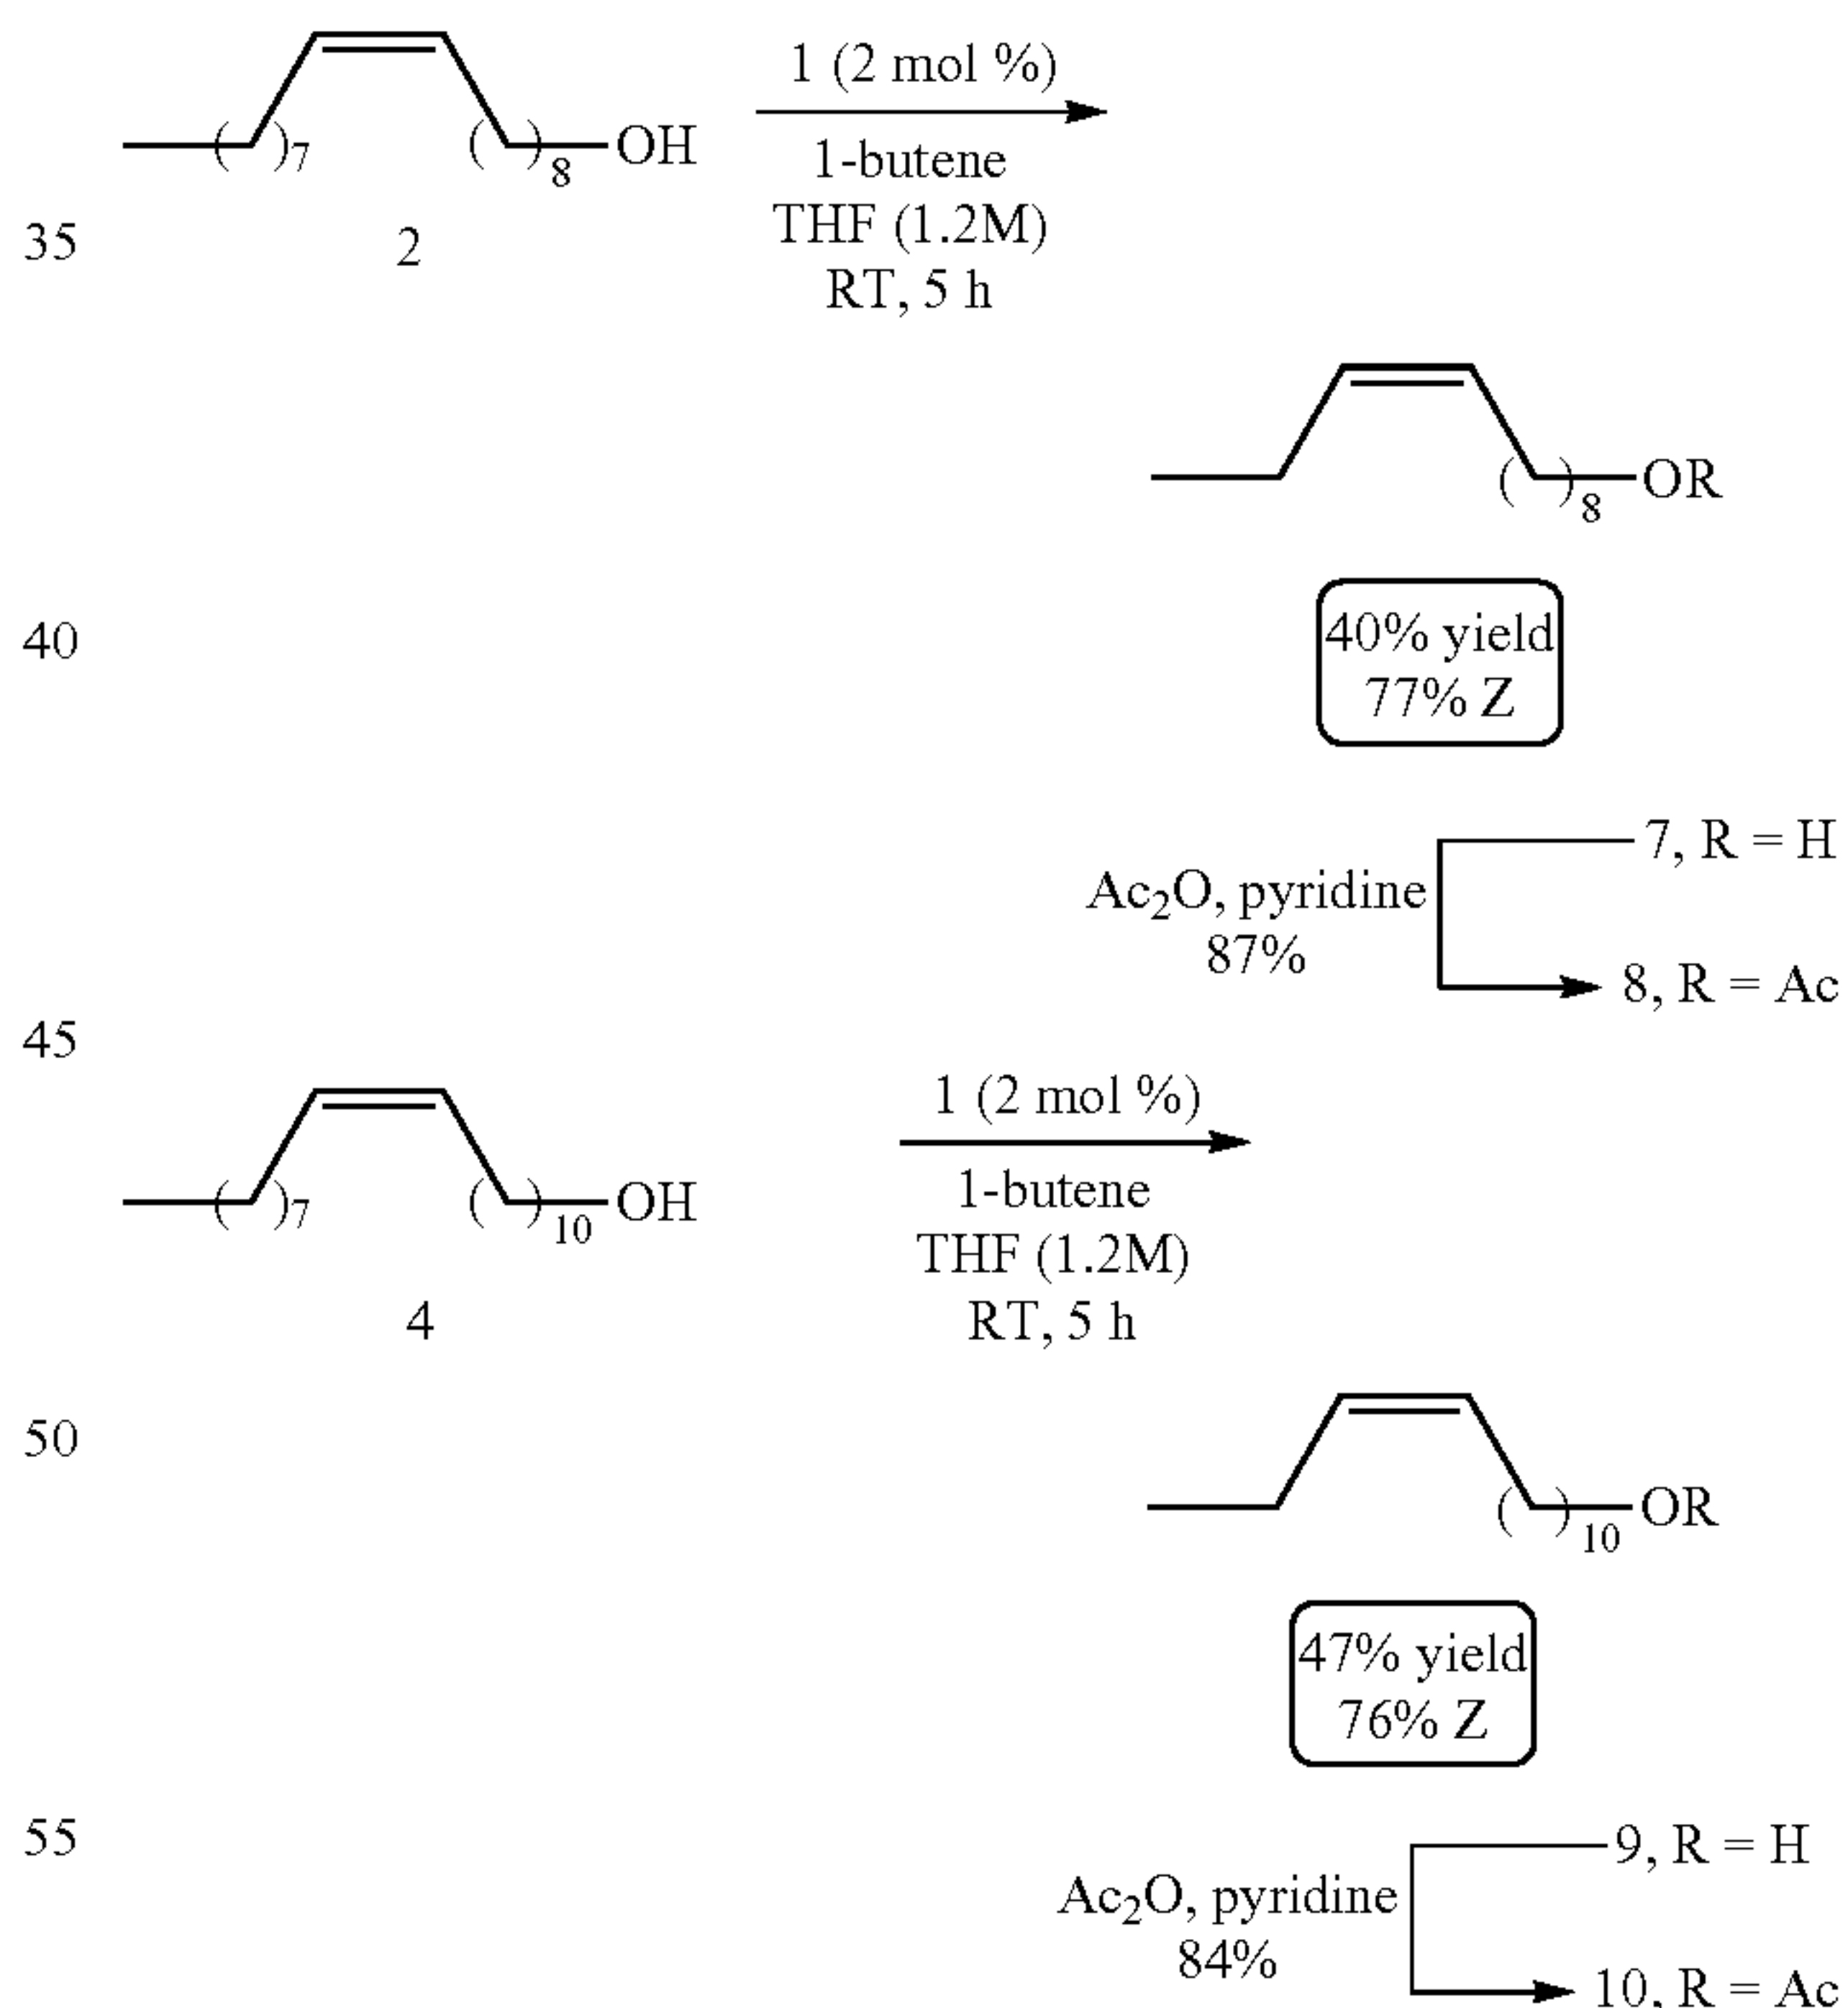 1 (2 mol %)
( )7 ( )8 OH
1-butene
THF (1.2M)
35 2
RT, 5 h
( )8 OR
40% yield
40
77% Z
7, R = H
Ac2O, pyridine
87%
8, R = Ac
45
1 (2 mol %)
( )7 ( )10 OH
1-butene
THF (1.2M)
4
RT, 5 h
50
( )10 OR
47% yield
76% Z
55
9, R = H
Ac2O, pyridine
84%
10, R = Ac